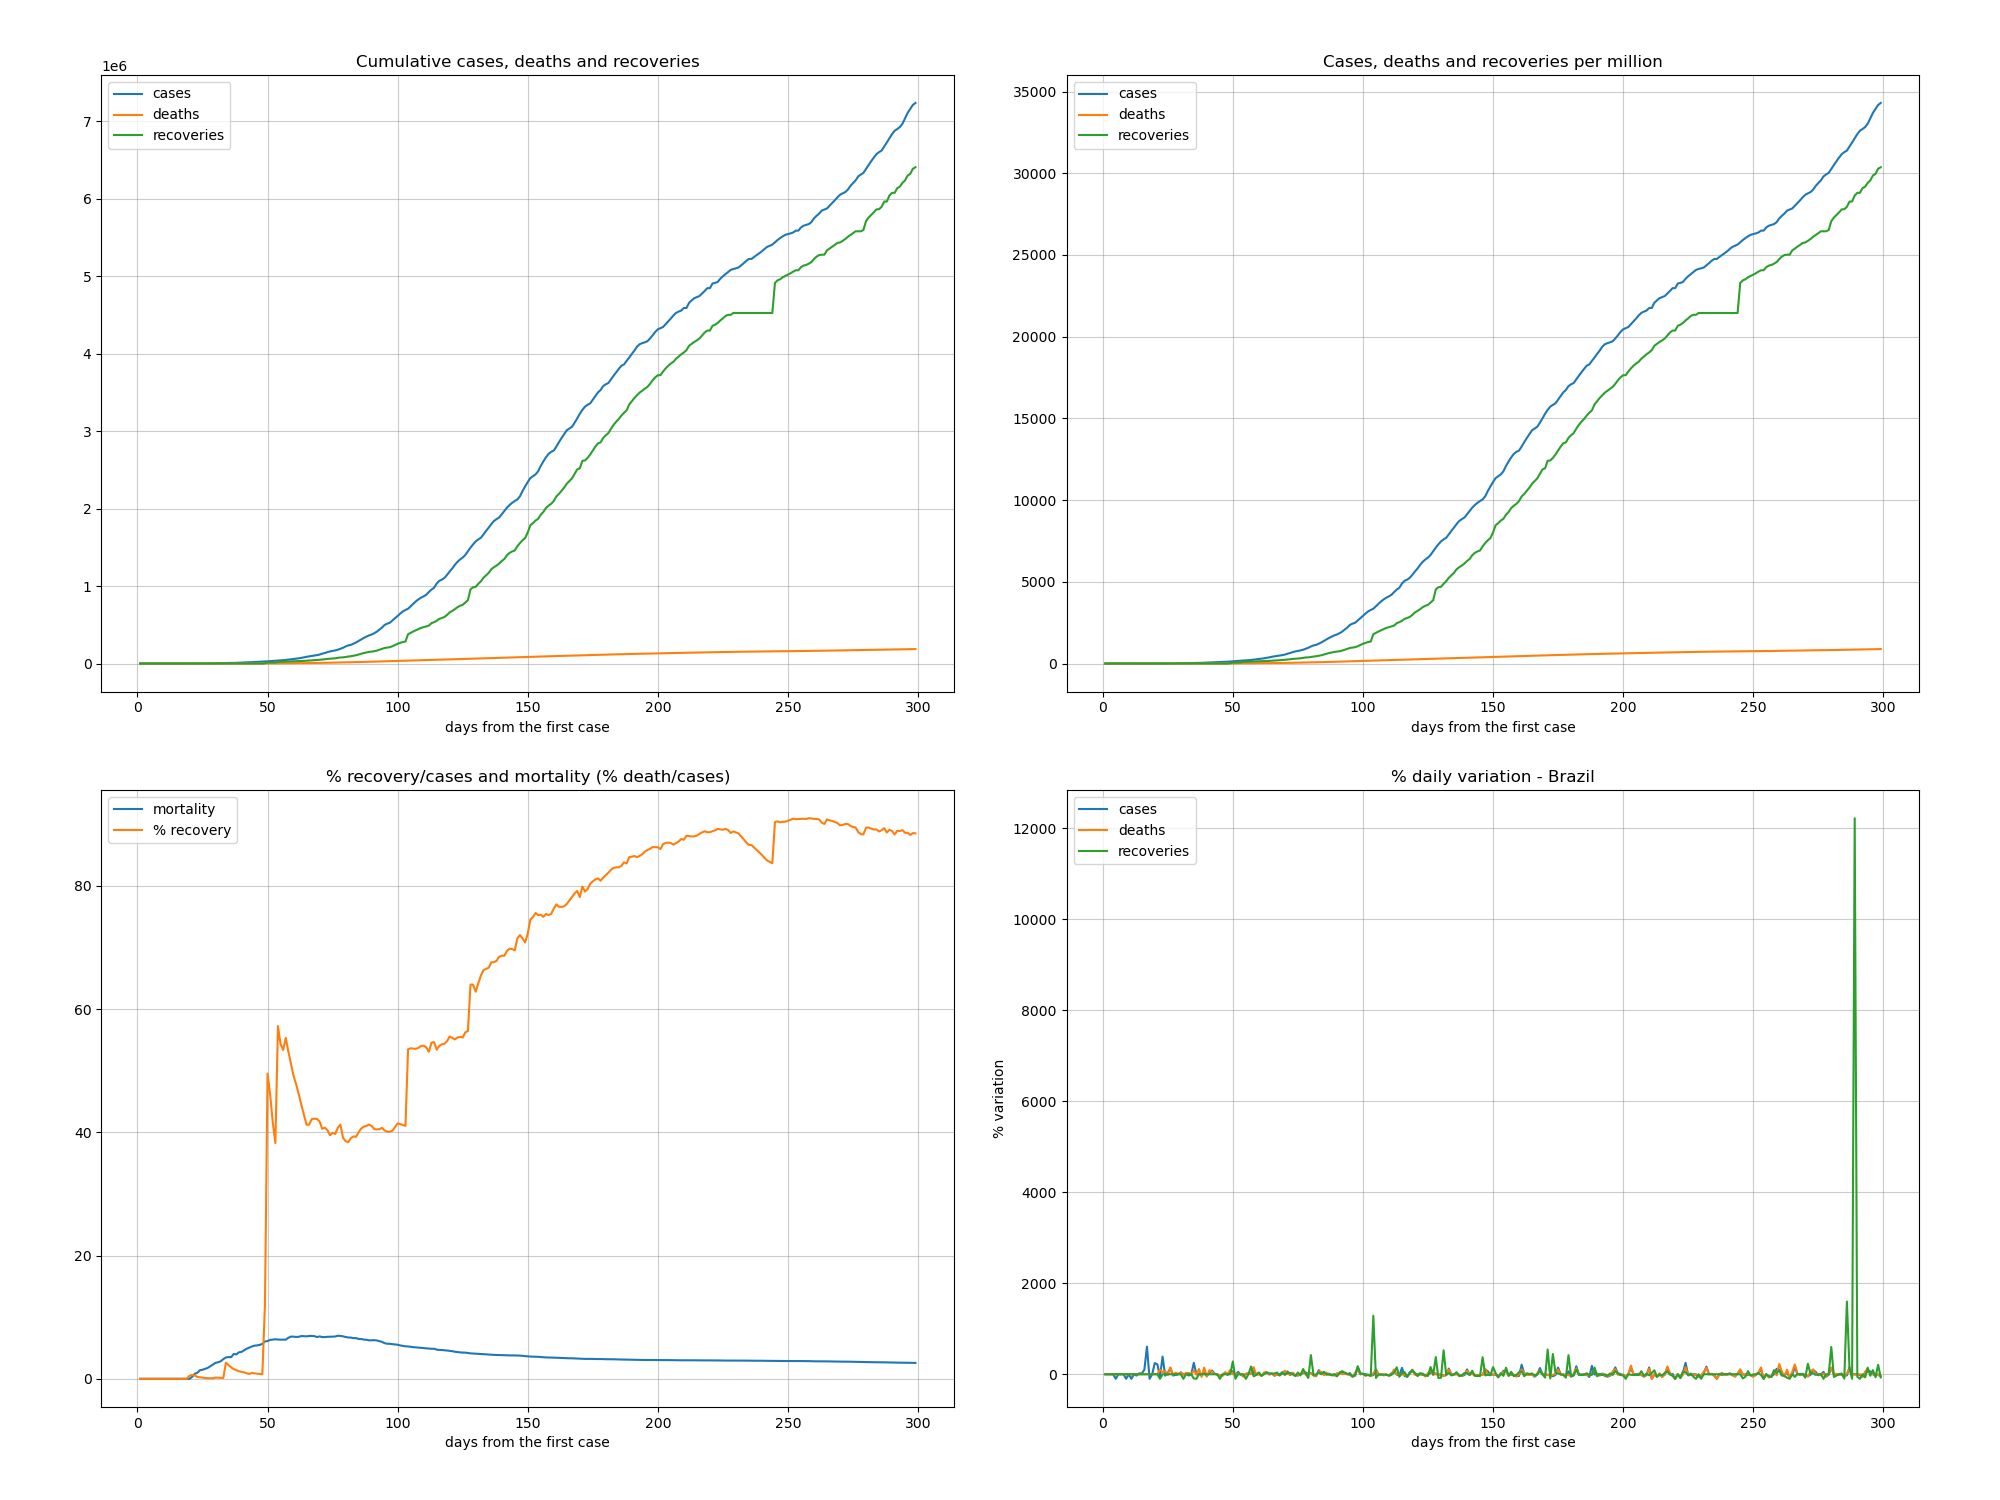 Cumulative cases, deaths and recoveries
1e6
cases
deaths
recoveries
7
6
5
4
3
2
1
0
0 50 100 150 200 250 300
days from the first case
Cases, deaths and recoveries per million
cases
deaths
recoveries
35000
30000
25000
20000
15000
10000
5000
0
0 50 100 150 200 250 300
days from the first case
% recovery/cases and mortality (% death/cases)
mortality
% recovery
80
60
40
20
0
0 50 100 150 200 250 300
days from the first case
% daily variation - Brazil
cases
deaths
recoveries
12000
10000
8000
6000
4000
2000
0
% variation
0 50 100 150 200 250 300
days from the first case